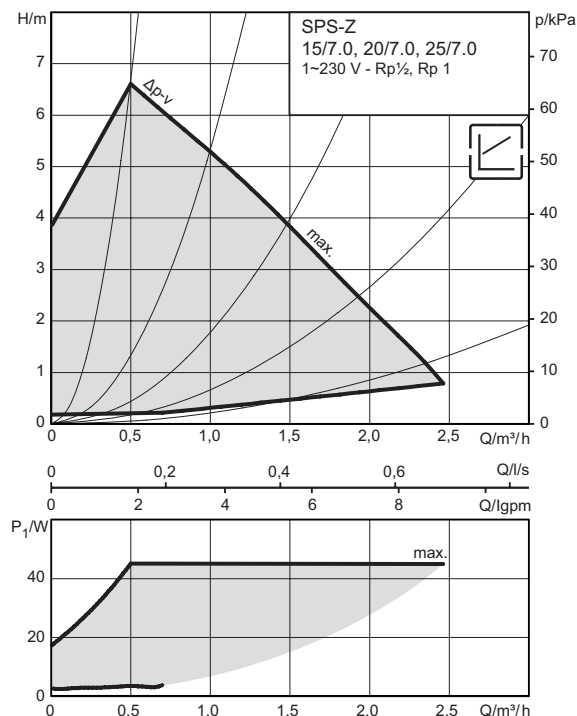 H/m
p/kPa
SPS-Z
15/7.0, 20/7.0, 25/7.0
1~230 V - Rp½, Rp 1
7
6
5
4
3
2
1
0
70
60
50
40
30
20
10
0
Δp-v
max.
0 0,5 1,0 1,5 2,0 2,5 Q/m³/h
0 0,2 0,4 0,6 Q/l/s
0 2 4 6 8 Q/Igpm
P₁/W
40
20
0
max.
0 0.5 1.0 1.5 2.0 2.5 Q/m³/h